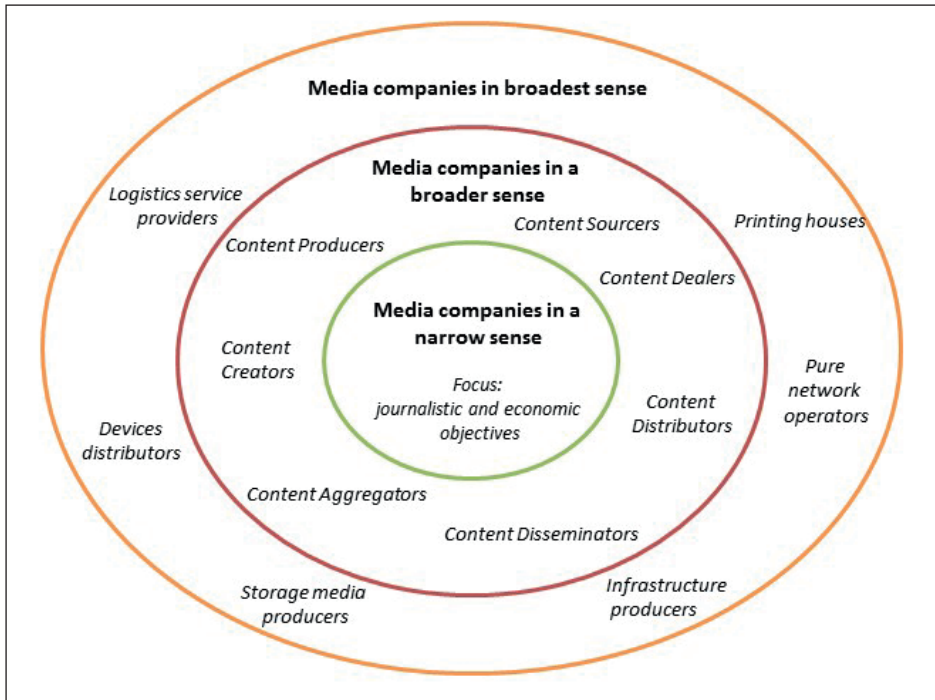 Media companies in broadest sense
Media companies in a
broader sense
Logistics service
providers
Content Producers
Content Sourcers
Printing houses
Content Dealers
Media companies in a
narrow sense
Focus:
journalistic and economic
objectives
Content
Creators
Content
Distributors
Pure
network
operators
Devices
distributors
Content Aggregators
Content Disseminators
Storage media
producers
Infrastructure
producers